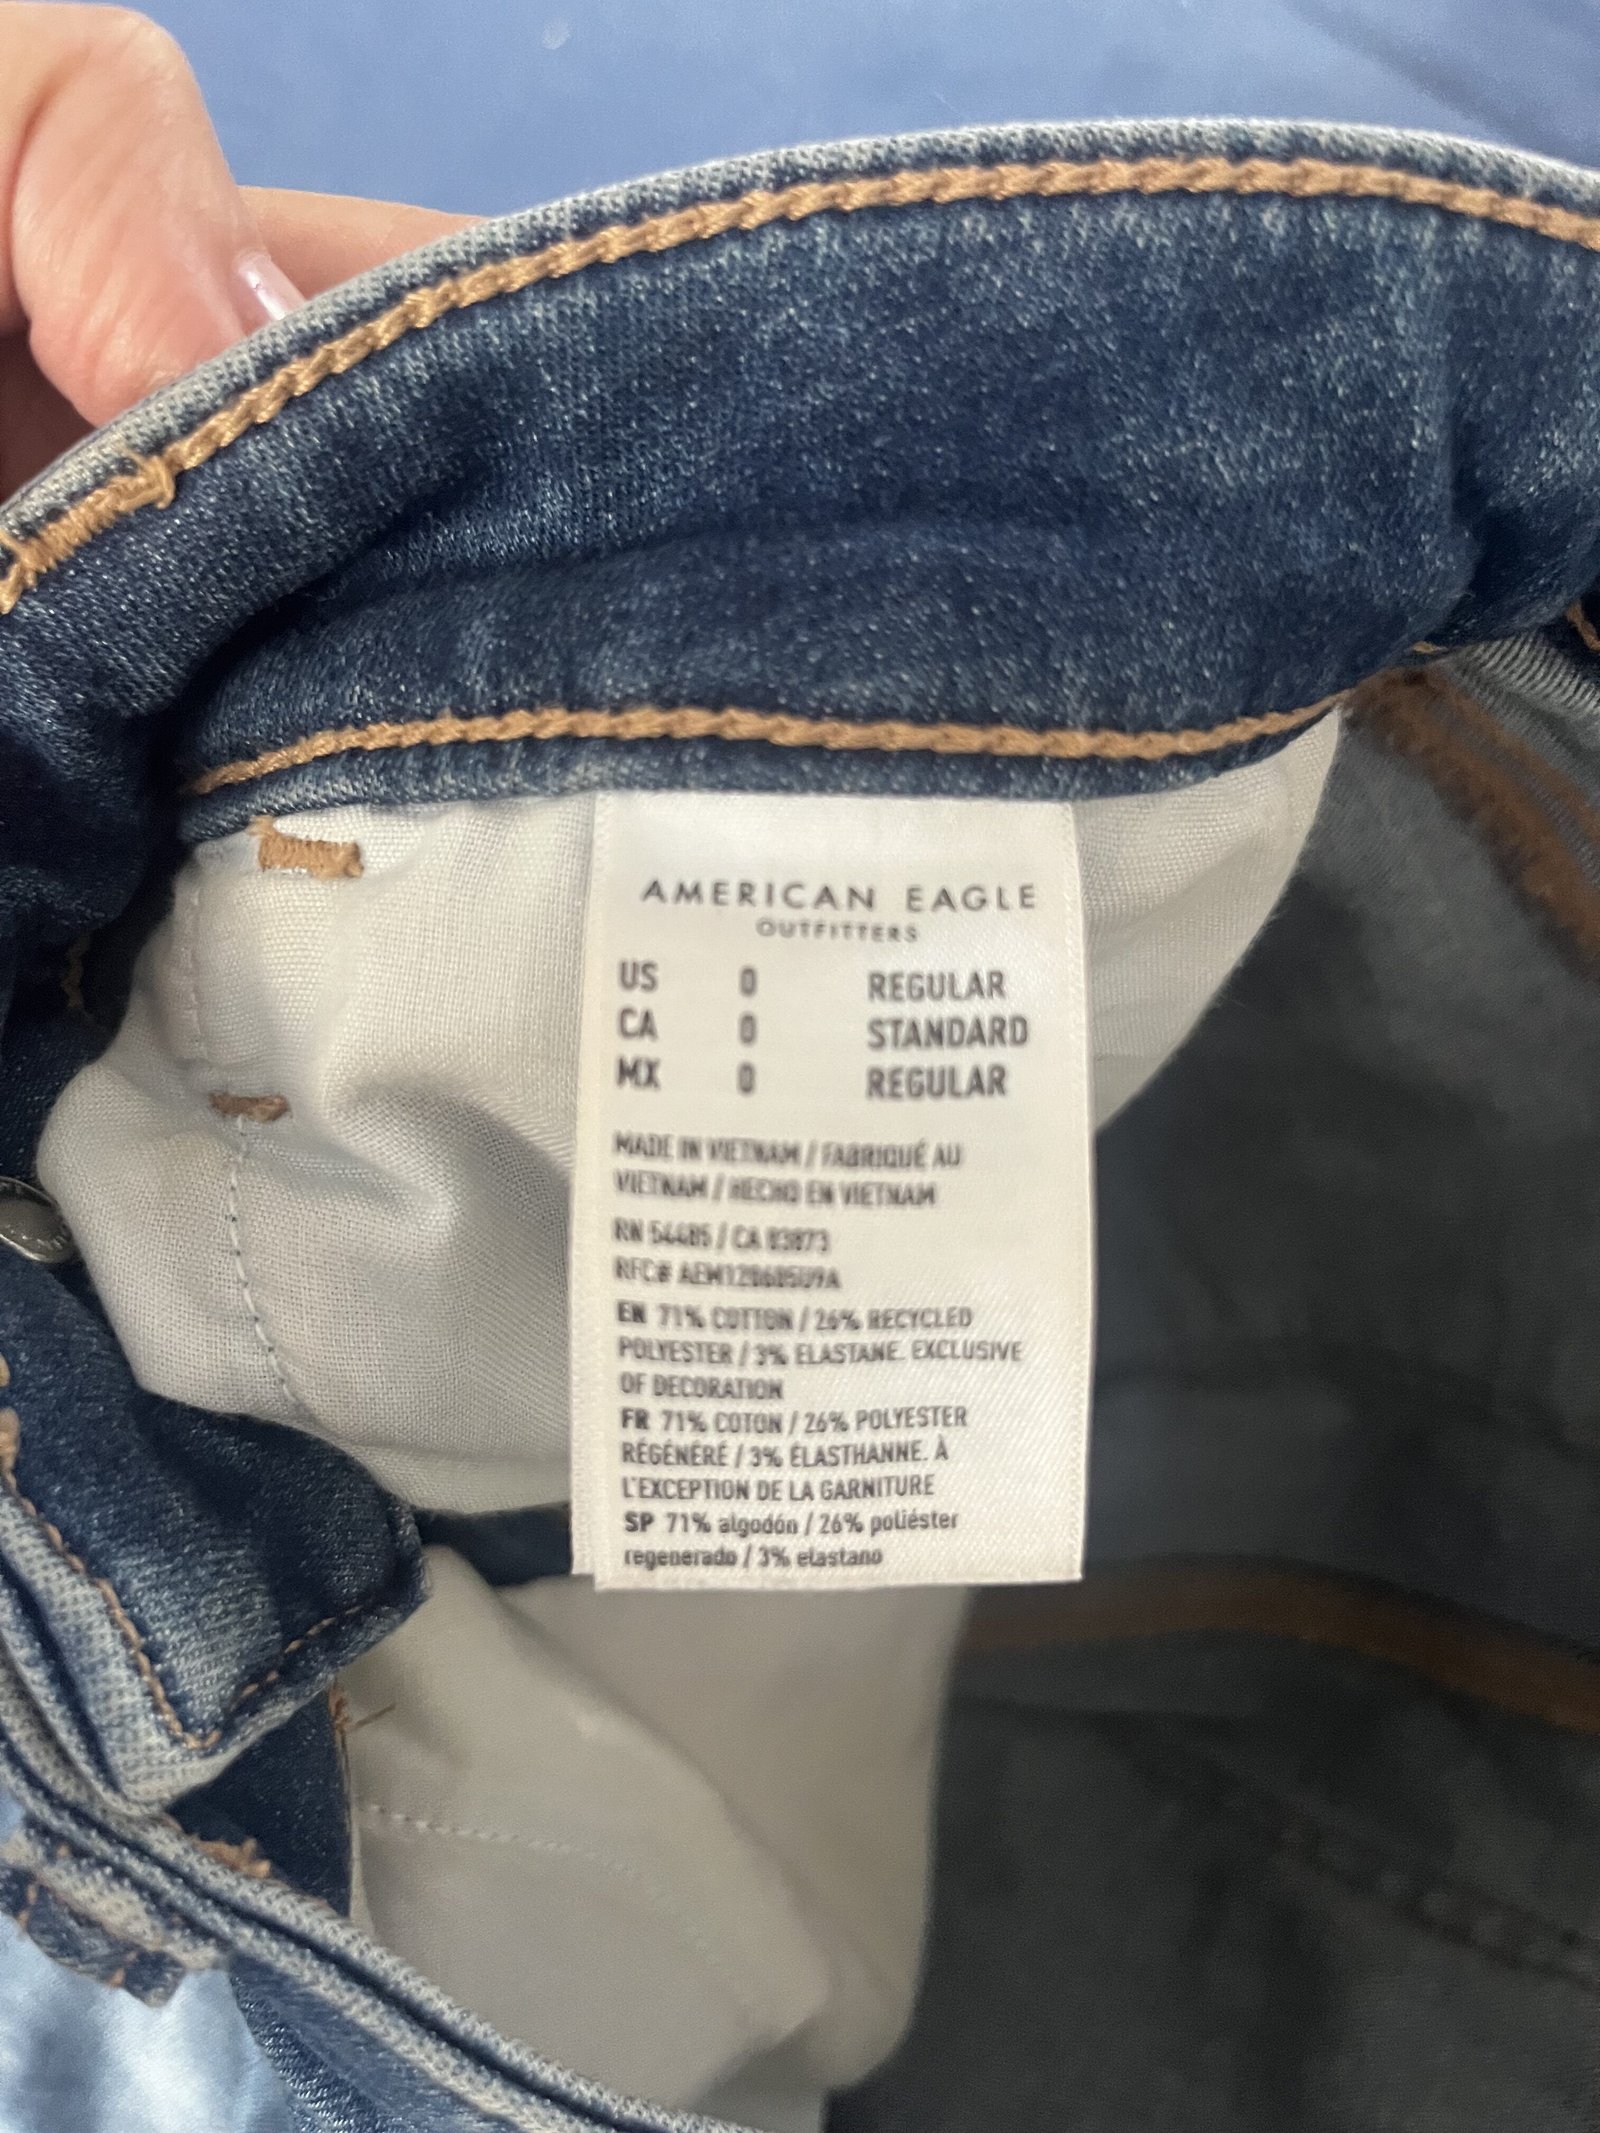 AMERICAN EAGLE
OUTFITTERS
US 0 REGULAR
CA 0 STANDARD
MX 0 REGULAR
MADE IN VIETNAM / FABRIQUÉ AU
VIETNAM / HECHO EN VIETNAM
RN 54485 / CA 83873
RFC#
EN 71% COTTON / 26% RECYCLED
POLYESTER / 3% ELASTANE. EXCLUSIVE
OF DECORATION
FR 71% COTON / 26% POLYESTER
RÉGÉNÉRÉ / 3% ÉLASTHANNE. À
L'EXCEPTION DE LA GARNITURE
SP 71% algodón / 26% poliéster
regenerado / 3% elastano